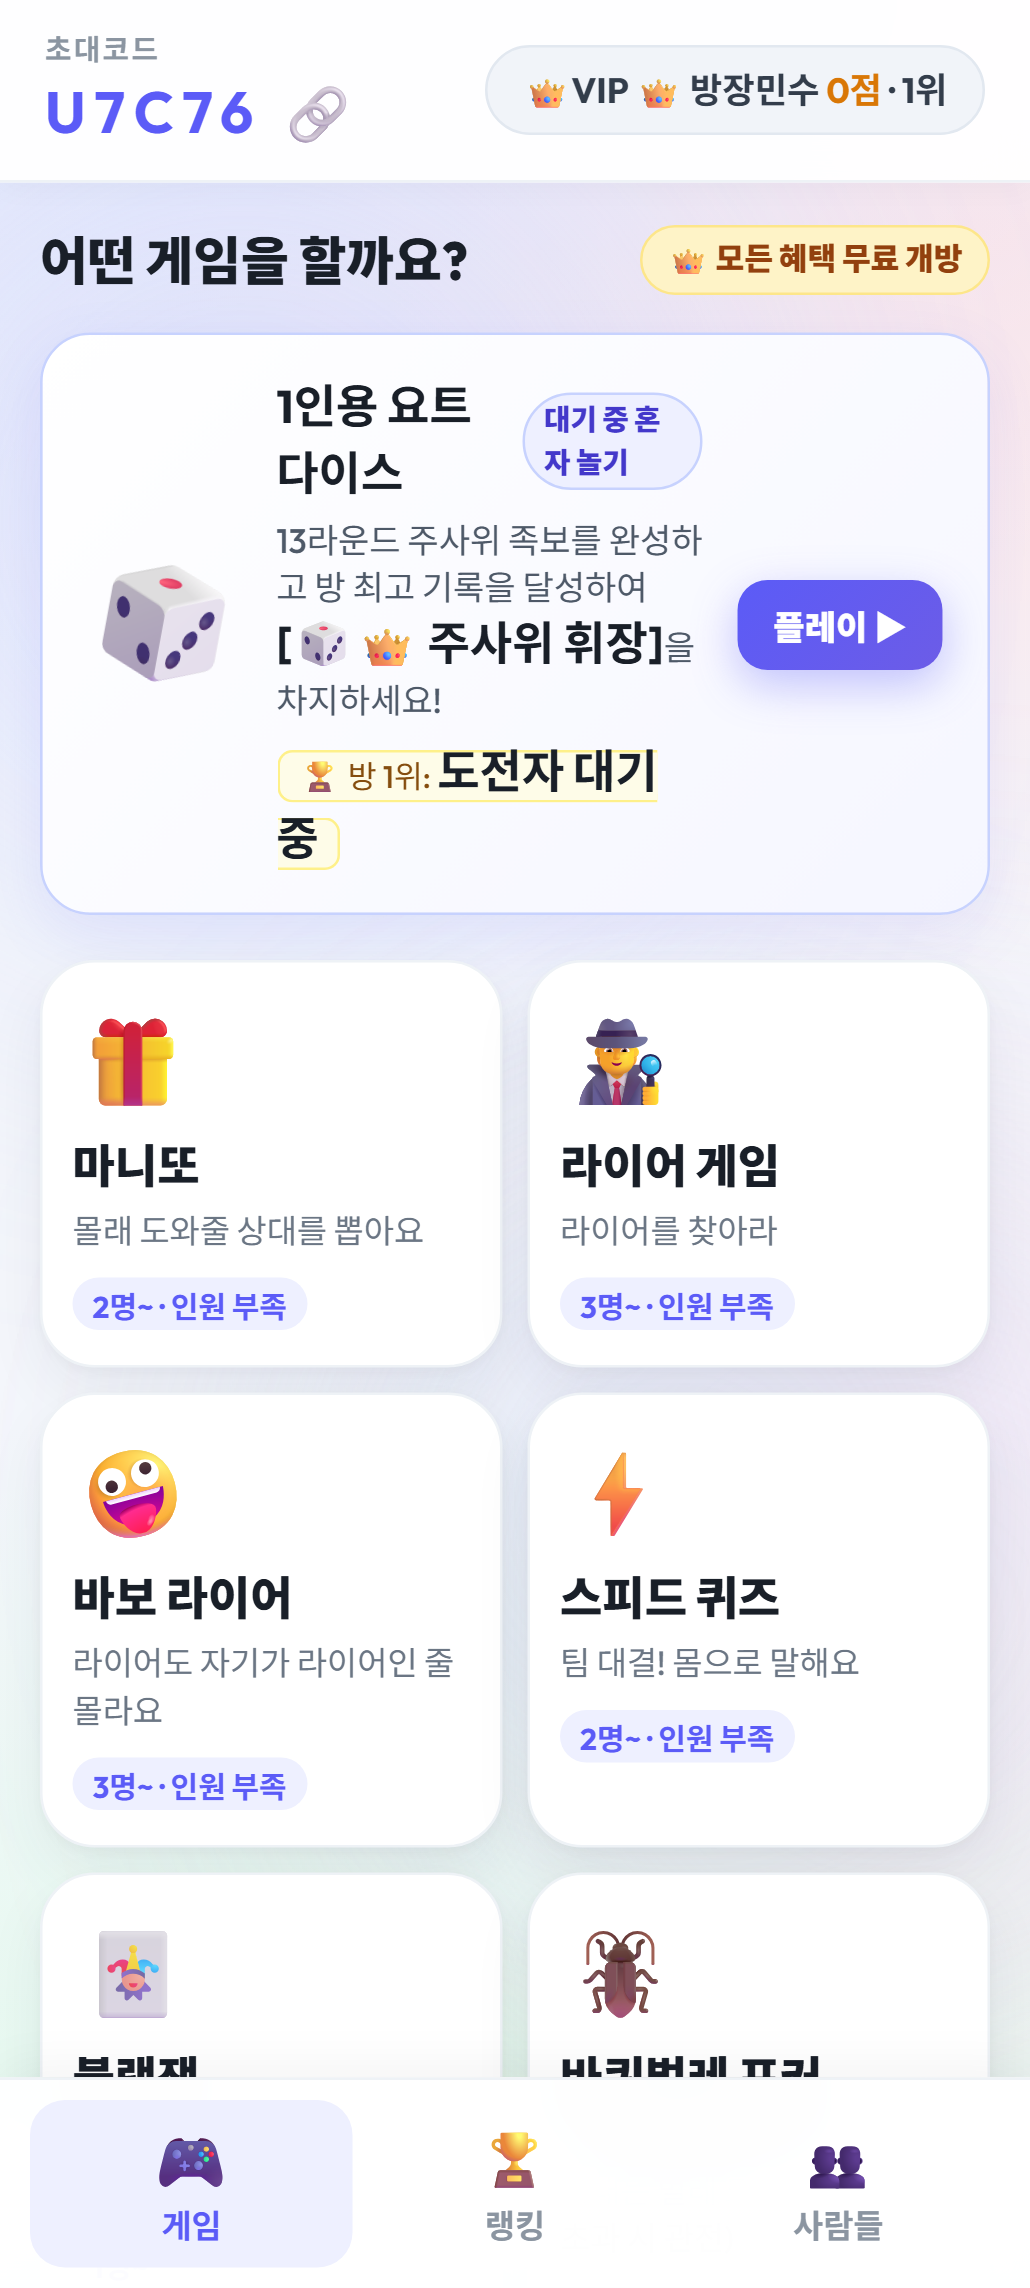 초대코드
U7C76
VIP 방장민수 0점·1위
어떤 게임을 할까요?
모든 혜택 무료 개방
1인용 요트
다이스
대기 중 혼
자 놀기
13라운드 주사위 족보를 완성하
고 방 최고 기록을 달성하여
[🎲 👑 주사위 휘장]을
차지하세요!
플레이 ▶
방 1위: 도전자 대기
중
마니또
몰래 도와줄 상대를 뽑아요
2명~·인원 부족
라이어 게임
라이어를 찾아라
3명~·인원 부족
바보 라이어
라이어도 자기가 라이어인 줄
몰라요
3명~·인원 부족
스피드 퀴즈
팀 대결! 몸으로 말해요
2명~·인원 부족
블랙잭
바퀴벌레 포커
게임
랭킹
사람들